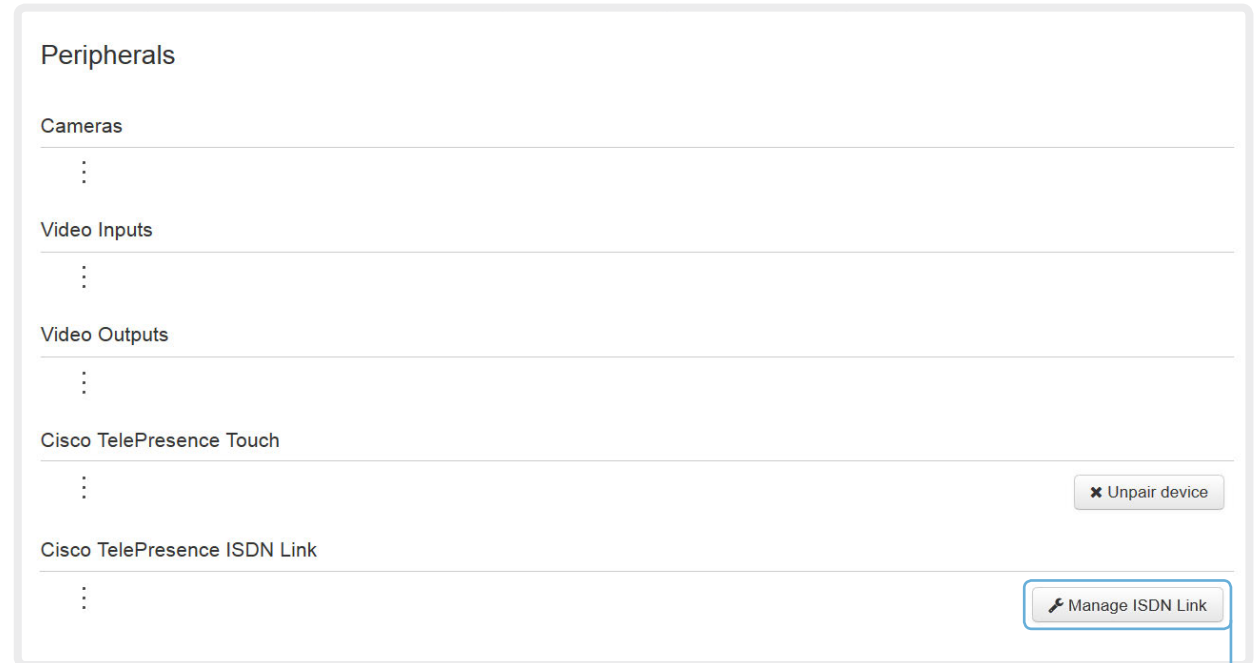 Peripherals
Cameras
⋮
Video Inputs
⋮
Video Outputs
⋮
Cisco TelePresence Touch
⋮
✖ Unpair device
Cisco TelePresence ISDN Link
⋮
Manage ISDN Link